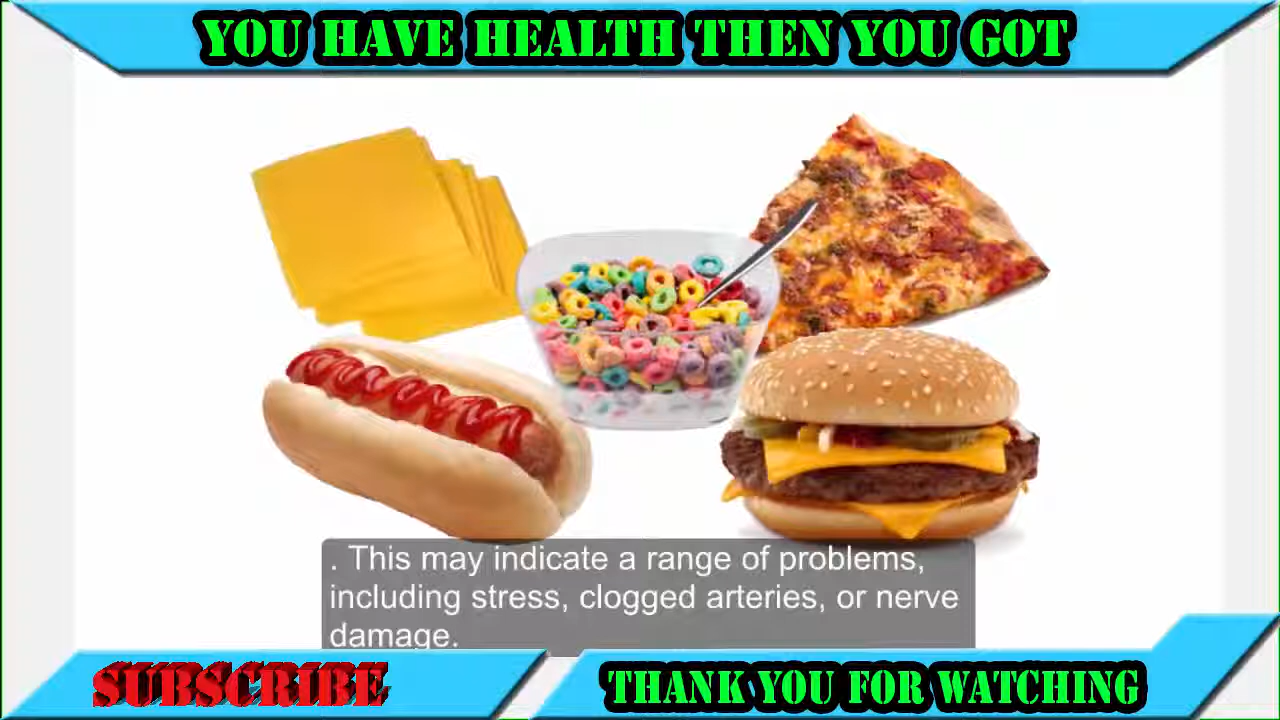 YOU HAVE HEALTH THEN YOU GOT
. This may indicate a range of problems,
including stress, clogged arteries, or nerve
damage.
SUBSCRIBE
THANK YOU FOR WATCHING